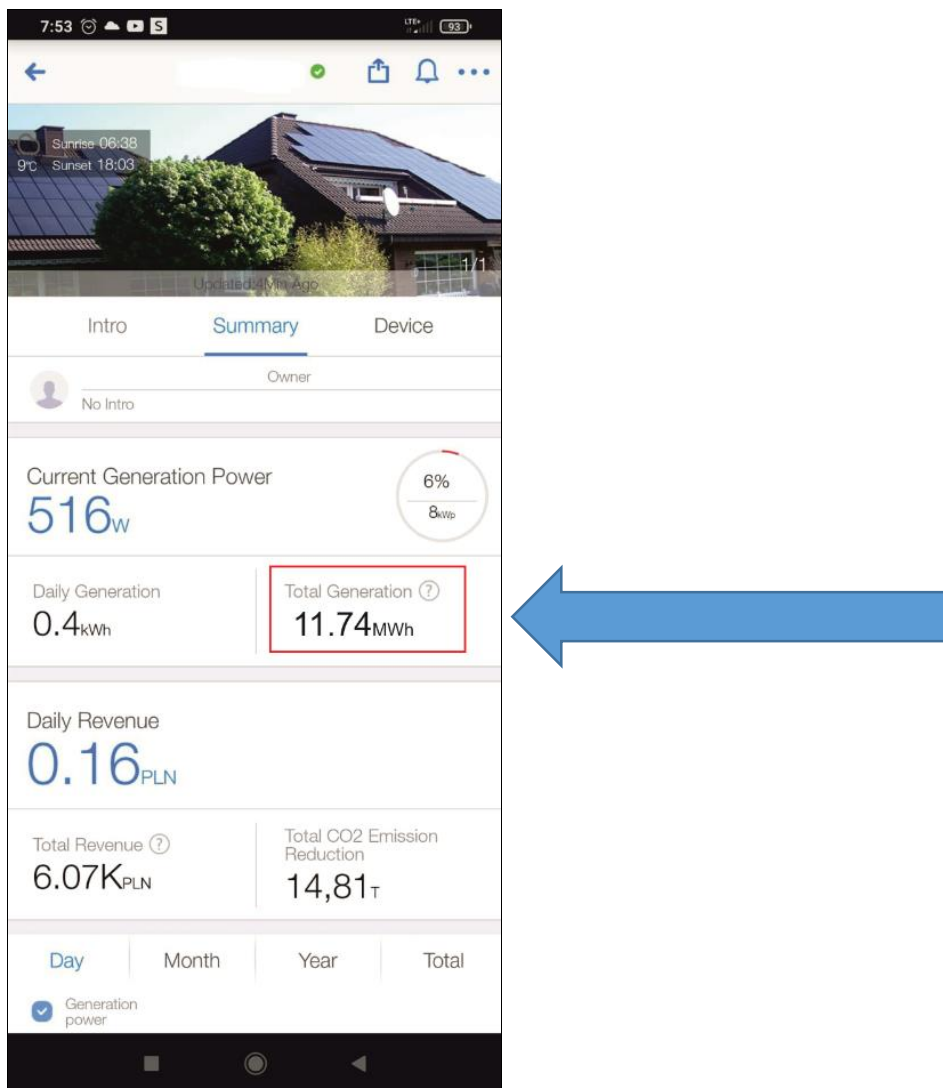 7:53 S LTE+ 93
Sunrise 06:38
9°C Sunset 18:03
1/1
Updated:4Min Ago
Intro Summary Device
Owner
No Intro
Current Generation Power
516W
6%
8kWp
Daily Generation
0.4kWh
Total Generation ?
11.74MWh
Daily Revenue
0.16PLN
Total Revenue ?
6.07KPLN
Total CO2 Emission
Reduction
14,81T
Day Month Year Total
Generation
power